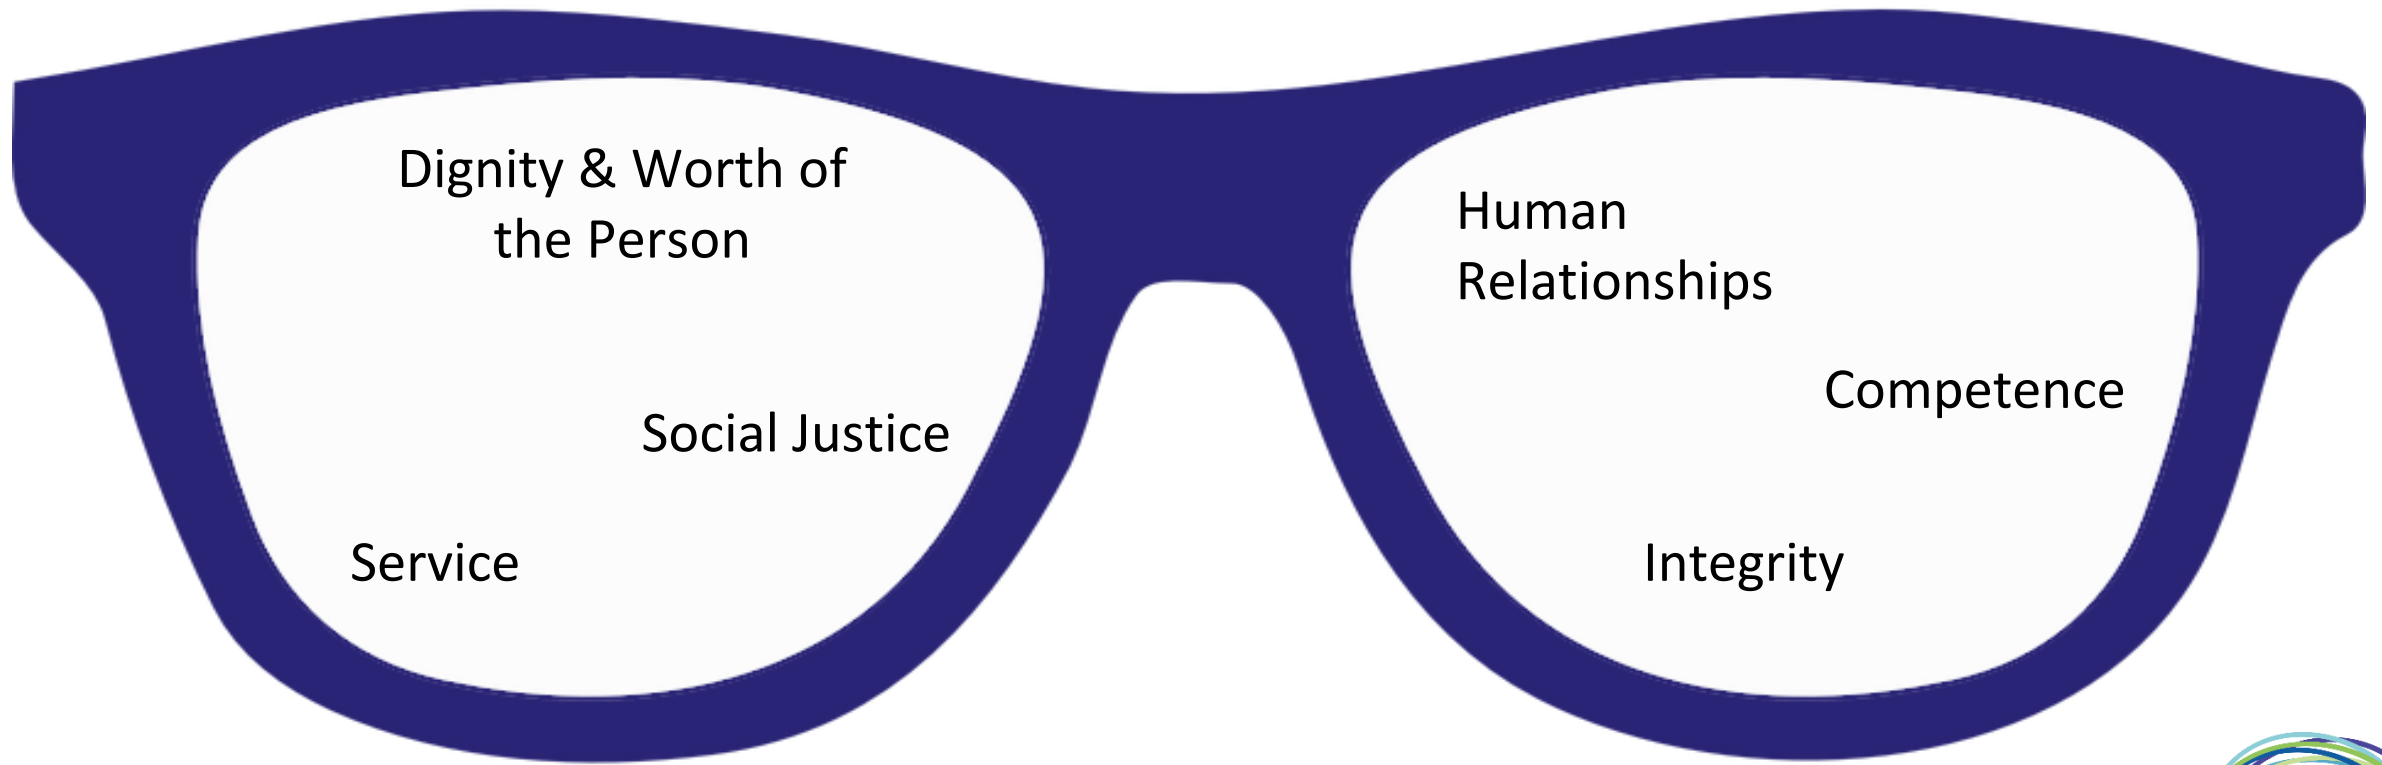 Dignity & Worth of
the Person
Social Justice
Service
Human
Relationships
Competence
Integrity